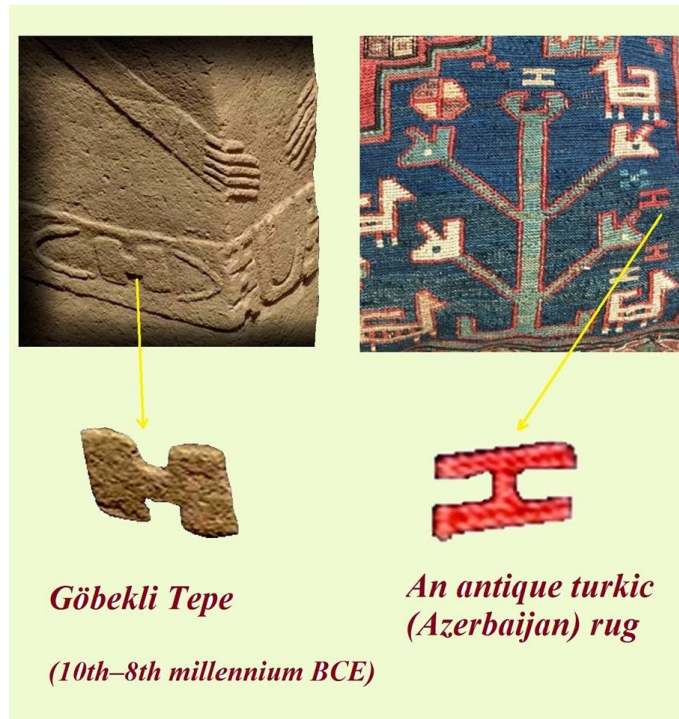 Göbekli Tepe
(10th–8th millennium BCE)
An antique turkic
(Azerbaijan) rug